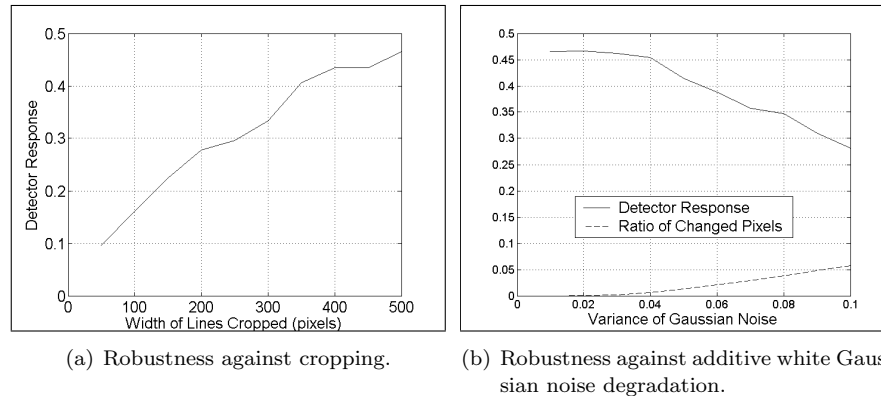 0.5
0.4
0.3
0.2
0.1
0
Detector Response
0 100 200 300 400 500
Width of Lines Cropped (pixels)
(a) Robustness against cropping.
0.5
0.45
0.4
0.35
0.3
0.25
0.2
0.15
0.1
0.05
0
Detector Response
Ratio of Changed Pixels
0 0.02 0.04 0.06 0.08 0.1
Variance of Gaussian Noise
(b) Robustness against additive white Gaus
sian noise degradation.